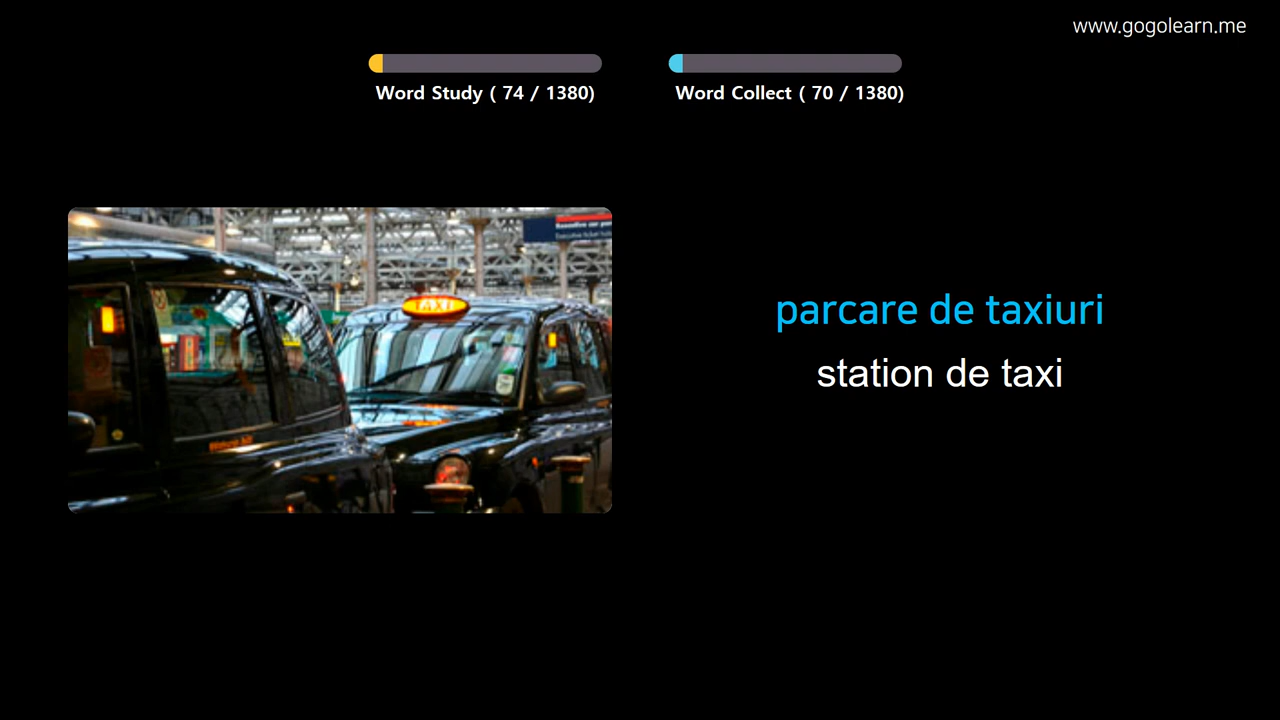 www.gogolearn.me
Word Study ( 74 / 1380)
Word Collect ( 70 / 1380)
TAXI
parcare de taxiuri
station de taxi